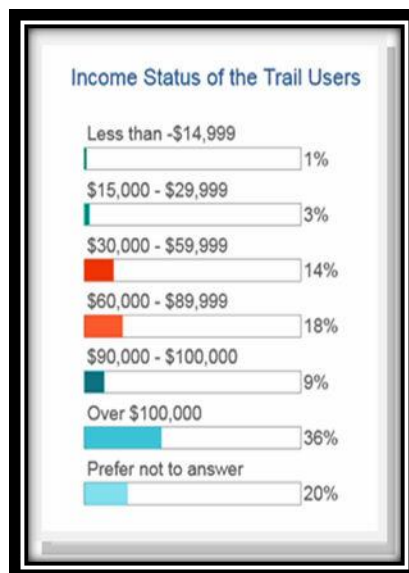 Income Status of the Trail Users
Less than -$14,999
1%
$15,000 - $29,999
3%
$30,000 - $59,999
14%
$60,000 - $89,999
18%
$90,000 - $100,000
9%
Over $100,000
36%
Prefer not to answer
20%